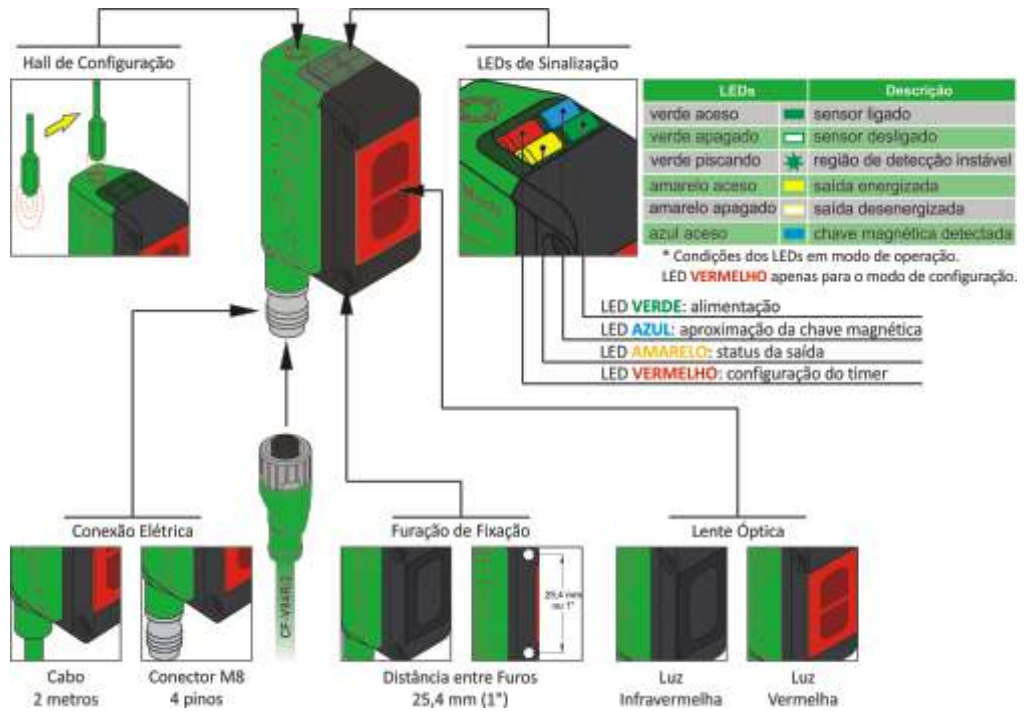 Hall de Configuração
LEDs de Sinalização
LEDs Descrição
verde aceso sensor ligado
verde apagado sensor desligado
verde piscando região de detecção instável
amarelo aceso saída energizada
amarelo apagado saída desenergizada
azul aceso chave magnética detectada
* Condições dos LEDs em modo de operação.
LED VERMELHO apenas para o modo de configuração.
LED VERDE: alimentação
LED AZUL: aproximação da chave magnética
LED AMARELO: status da saída
LED VERMELHO: configuração do timer
Conexão Elétrica
Furação de Fixação
Lente Óptica
25,4 mm
ou 1"
Cabo
2 metros
Conector M8
4 pinos
Distância entre Furos
25,4 mm (1")
Luz
Infravermelha
Luz
Vermelha